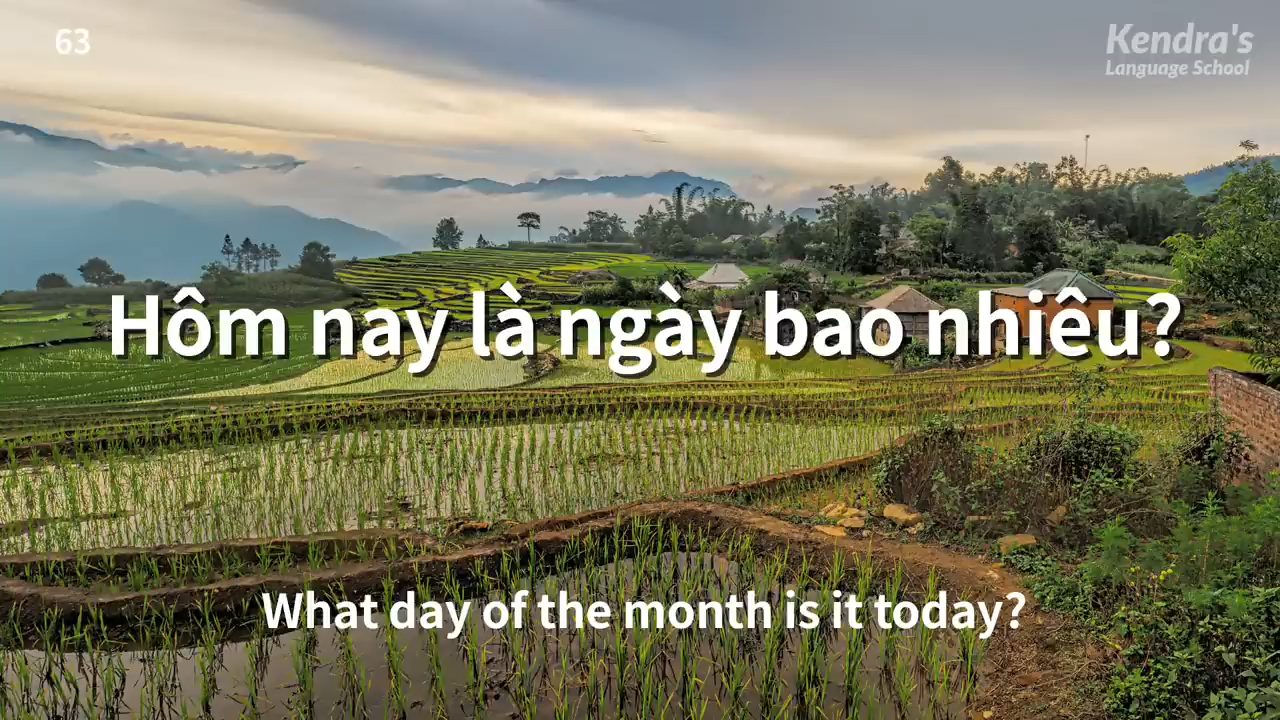 63
Kendra's
Language School
Hôm nay là ngày bao nhiêu?
What day of the month is it today?